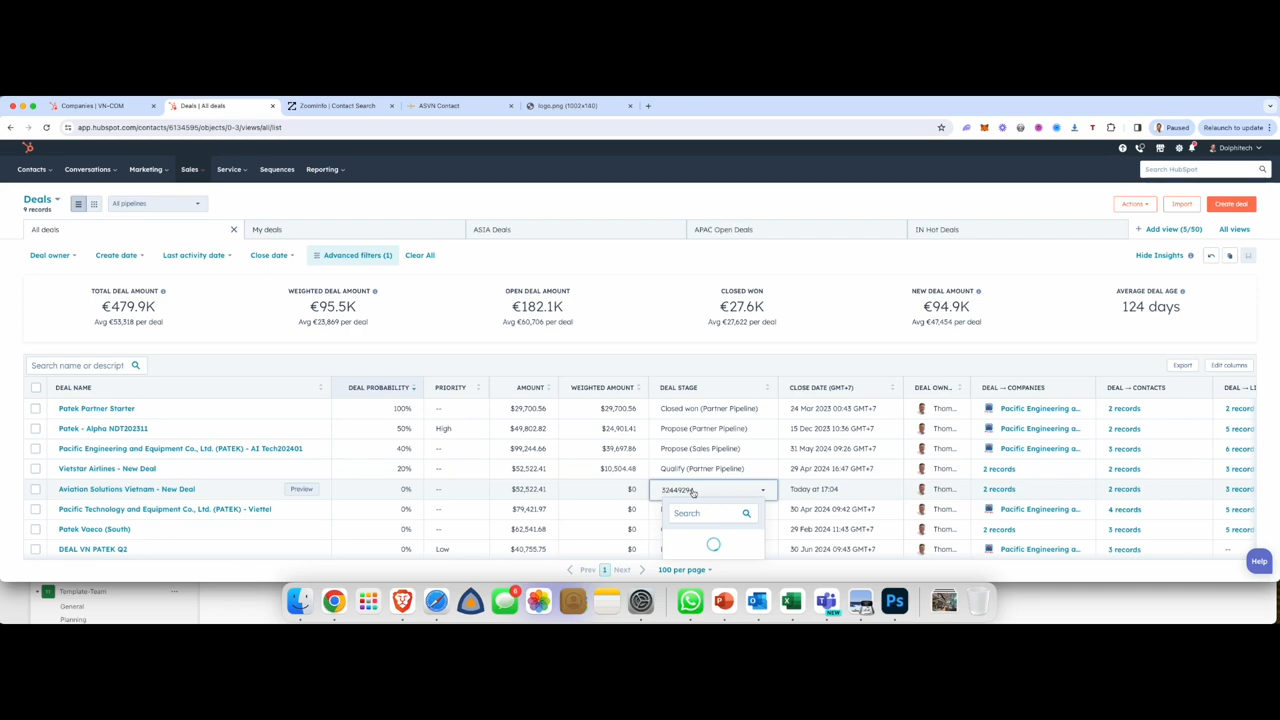 Companies | VN-COM
Deals | All deals
ZoomInfo | Contact Search
ASVN Contact
logo.png (1002x140)
app.hubspot.com/contacts/6134595/objects/0-3/views/all/list
Paused
Relaunch to update
Dolphitech
Contacts Conversations Marketing Sales Service Sequences Reporting
Search HubSpot
Deals
9 records
All pipelines
Actions
Import
Create deal
All deals
My deals
ASIA Deals
APAC Open Deals
IN Hot Deals
+ Add view (5/50)
All views
Deal owner Create date Last activity date Close date Advanced filters (1) Clear All
Hide Insights
TOTAL DEAL AMOUNT WEIGHTED DEAL AMOUNT OPEN DEAL AMOUNT CLOSED WON NEW DEAL AMOUNT AVERAGE DEAL AGE
€479.9K €95.5K €182.1K €27.6K €94.9K 124 days
Avg €53,318 per deal Avg €23,869 per deal Avg €60,706 per deal Avg €27,622 per deal Avg €47,454 per deal
Search name or descript
Export
Edit columns
DEAL NAME DEAL PROBABILITY PRIORITY AMOUNT WEIGHTED AMOUNT DEAL STAGE CLOSE DATE (GMT+7) DEAL OWN... DEAL → COMPANIES DEAL → CONTACTS DEAL → LI
Patek Partner Starter 100% -- $29,700.56 $29,700.56 Closed won (Partner Pipeline) 24 Mar 2023 00:43 GMT+7 Thom... Pacific Engineering a... 2 records 2 record
Patek - Alpha NDT202311 50% High $49,802.82 $24,901.41 Propose (Partner Pipeline) 15 Dec 2023 10:36 GMT+7 Thom... Pacific Engineering a... 2 records 5 record
Pacific Engineering and Equipment Co., Ltd. (PATEK) - AI Tech202401 40% -- $99,244.66 $39,697.86 Propose (Sales Pipeline) 31 May 2024 09:26 GMT+7 Thom... Pacific Engineering a... 3 records 6 record
Vietstar Airlines - New Deal 20% -- $52,522.41 $10,504.48 Qualify (Partner Pipeline) 29 Apr 2024 16:47 GMT+7 Thom... 2 records 2 records 5 record
Aviation Solutions Vietnam - New Deal Preview 0% -- $52,522.41 $0 Today at 17:04 Thom... 2 records 2 records 3 record
Pacific Technology and Equipment Co., Ltd. (PATEK) - Viettel 0% -- $79,421.97 $0 30 Apr 2024 09:42 GMT+7 Thom... Pacific Engineering a... 4 records 5 record
Search
Patek Vaeco (South) 0% -- $62,541.68 $0 29 Feb 2024 11:43 GMT+7 Thom... 2 records 3 records 5 record
DEAL VN PATEK Q2 0% Low $40,755.75 $0 30 Jun 2024 09:43 GMT+7 Thom... Pacific Engineering a... 3 records --
Prev 1 Next 100 per page
Help
Template-Team
General
Planning
NEW